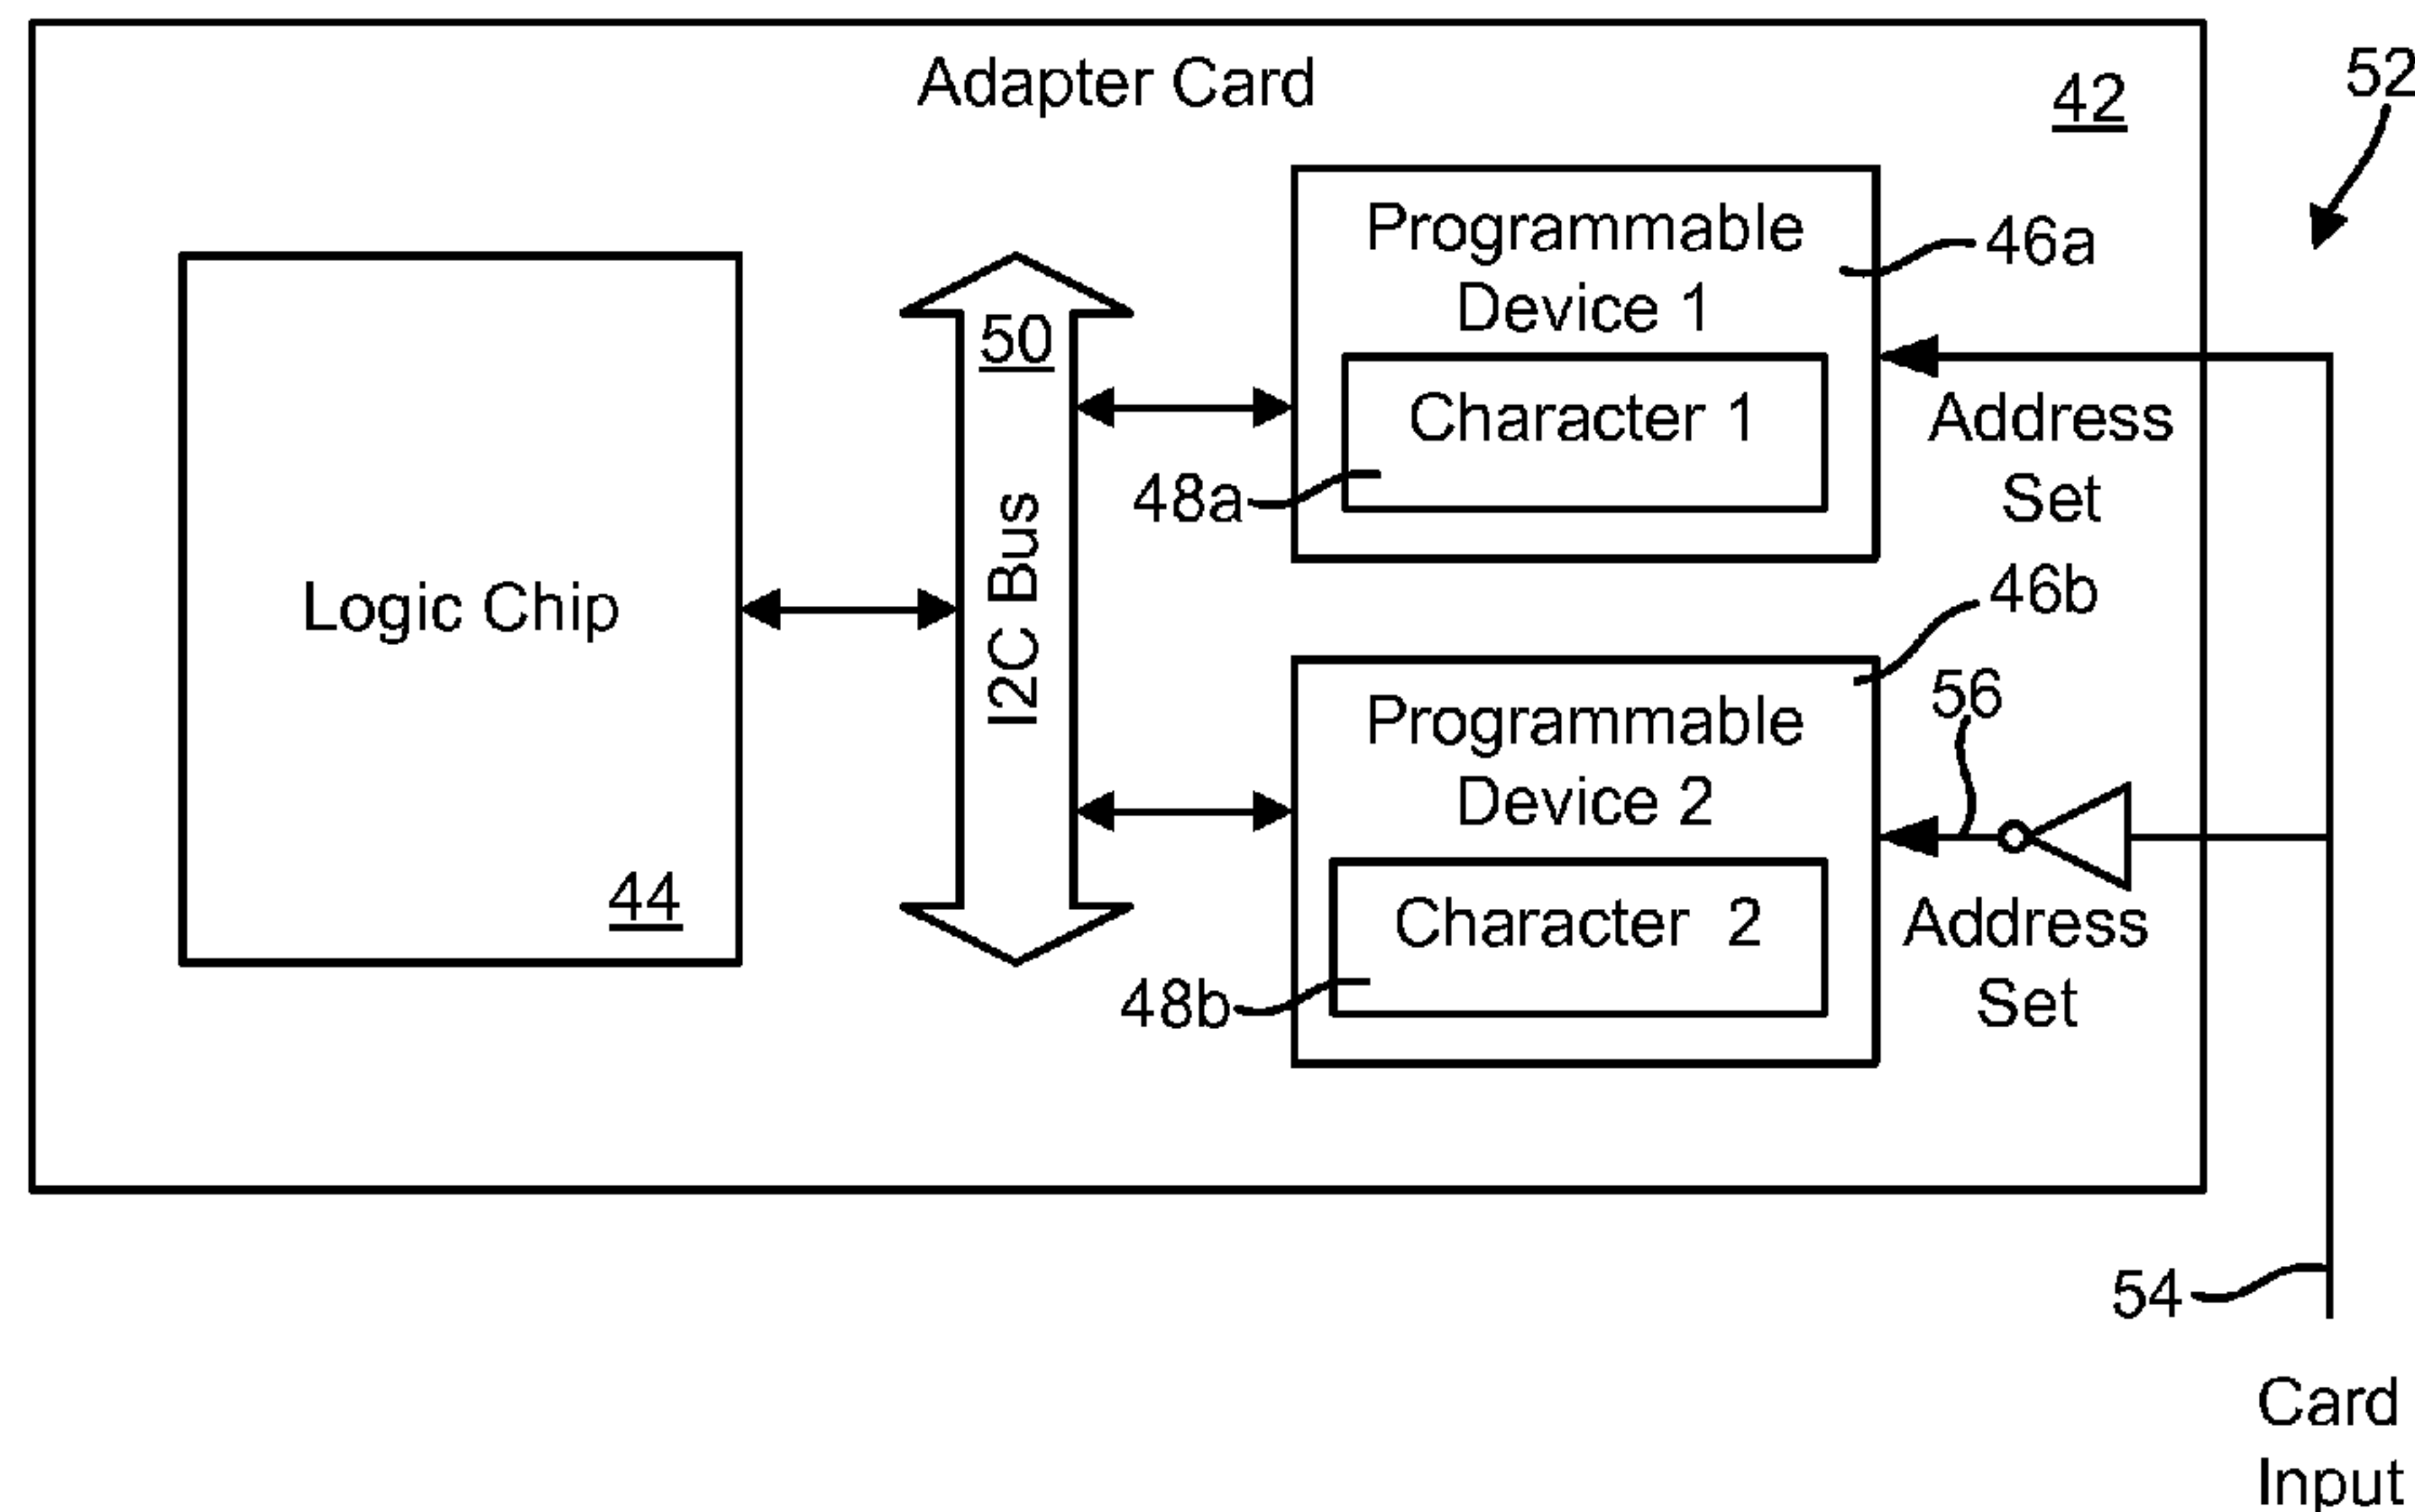 Adapter Card
42
52
Programmable
Device 1
46a
50
Character 1
48a
Address
Set
I2C Bus
Logic Chip
44
46b
Programmable
Device 2
56
Character 2
48b
Address
Set
54
Card
Input